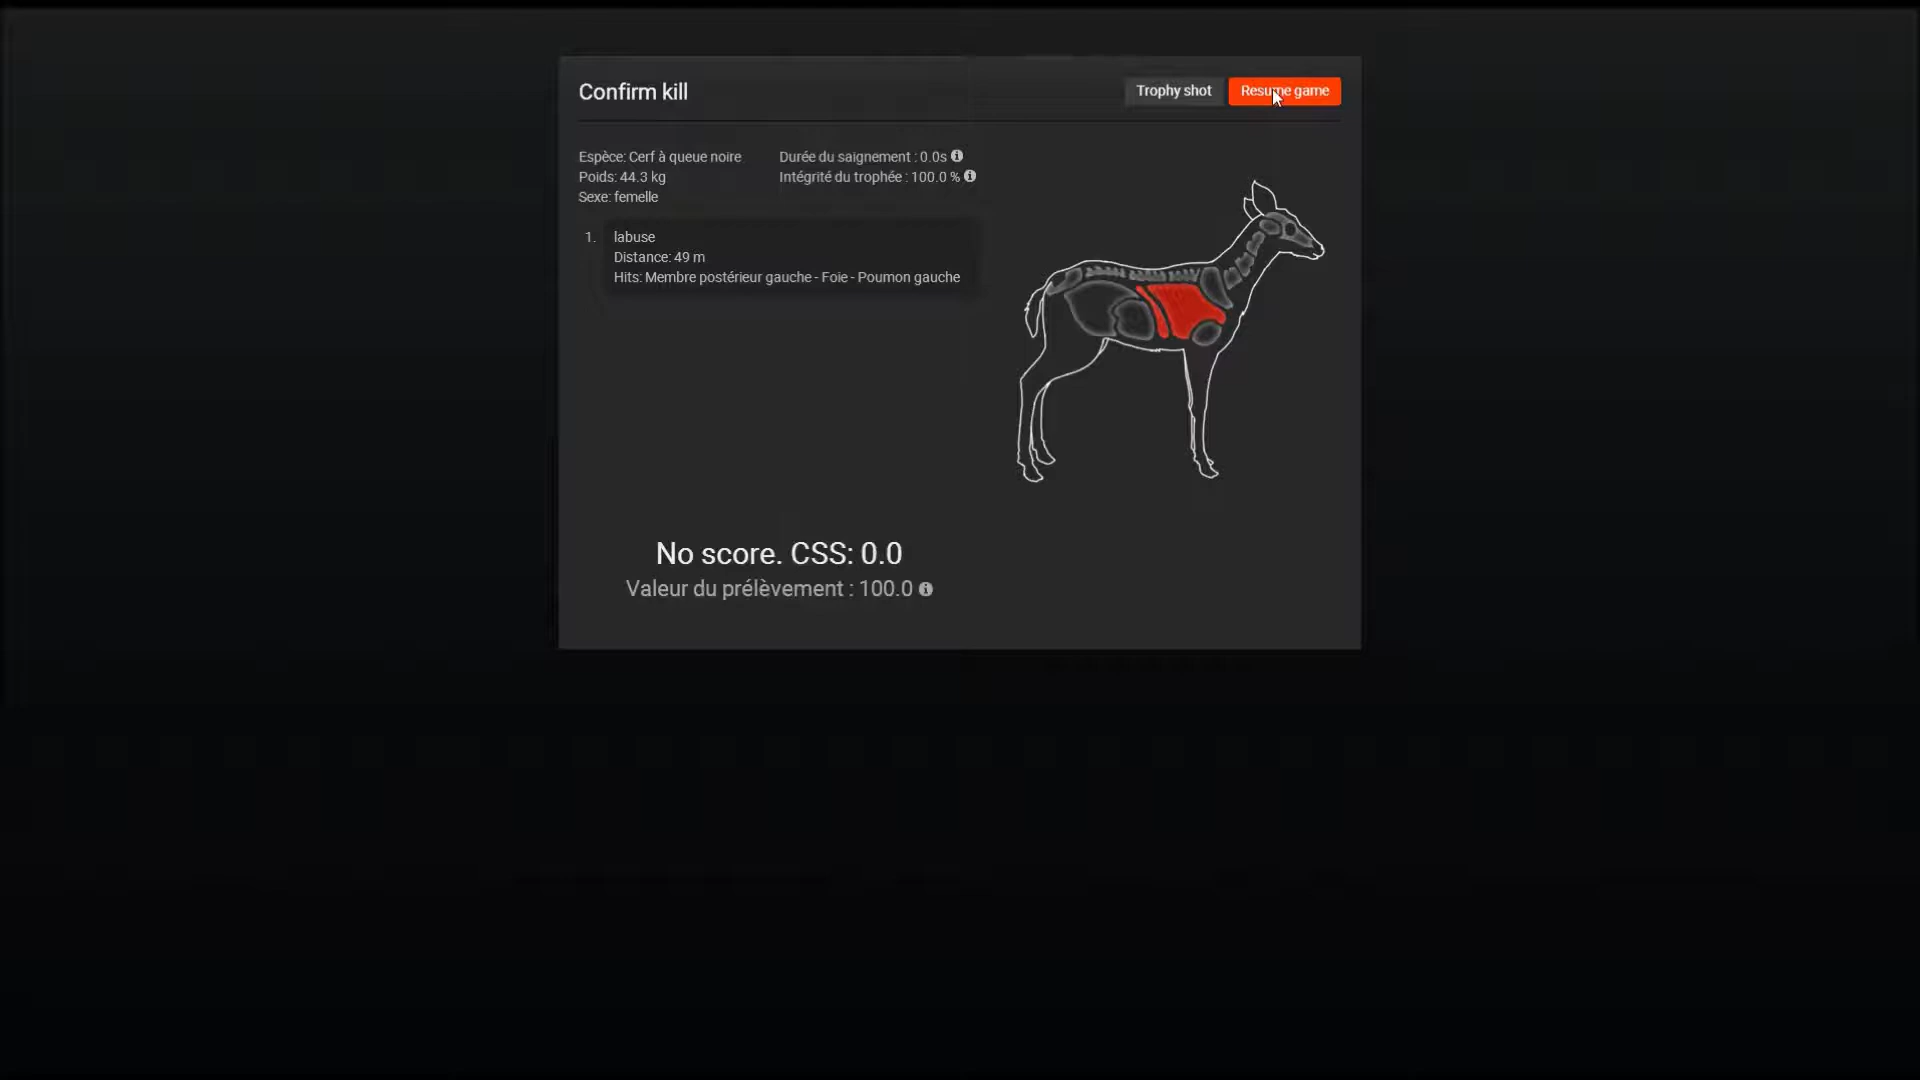 Confirm kill
Trophy shot
Resume game
Espèce: Cerf à queue noire
Poids: 44.3 kg
Sexe: femelle
Durée du saignement : 0.0s
Intégrité du trophée : 100.0 %
1. labuse
Distance: 49 m
Hits: Membre postérieur gauche - Foie - Poumon gauche
No score. CSS: 0.0
Valeur du prélèvement : 100.0